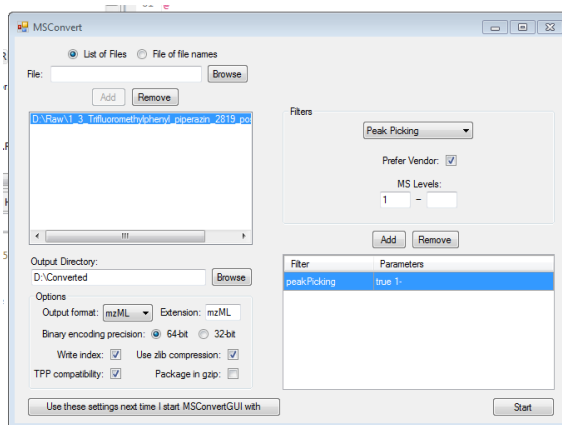 MSConvert
List of Files
File of file names
File:
Browse
Add
Remove
D:\Raw\1_3_Trifluoromethylphenyl_piperazin_2819_pos
Output Directory:
D:\Converted
Browse
Options
Output format: mzML Extension: mzML
Binary encoding precision: 64-bit 32-bit
Write index: Use zlib compression:
TPP compatibility: Package in gzip:
Use these settings next time I start MSConvertGUI with
Filters
Peak Picking
Prefer Vendor:
MS Levels:
1 -
Add Remove
Filter Parameters
peakPicking true 1-
Start